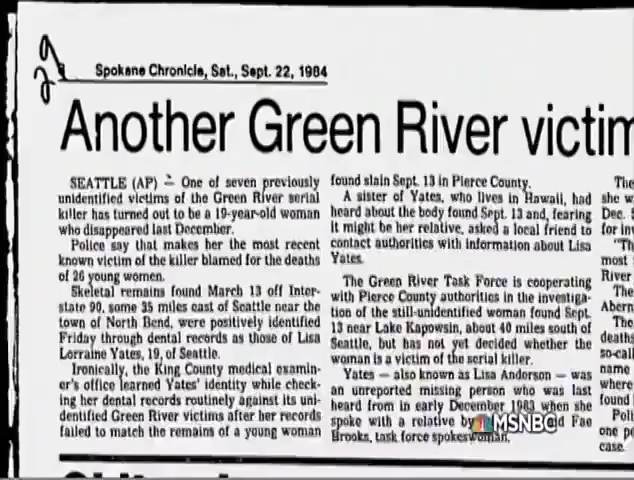 29
Spokane Chronicle, Sat., Sept. 22, 1984
Another Green River victim
SEATTLE (AP) — One of seven previously
unidentified victims of the Green River serial
killer has turned out to be a 19-year-old woman
who disappeared last December.
Police say that makes her the most recent
known victim of the killer blamed for the deaths
of 26 young women.
Skeletal remains found March 13 off Inter-
state 90, some 35 miles east of Seattle near the
town of North Bend, were positively identified
Friday through dental records as those of Lisa
Lorraine Yates, 19, of Seattle.
Ironically, the King County medical examin-
er's office learned Yates' identity while check-
ing her dental records routinely against its uni-
dentified Green River victims after her records
failed to match the remains of a young woman
found slain Sept. 13 in Pierce County.
A sister of Yates, who lives in Hawaii, had
heard about the body found Sept. 13 and, fearing
it might be her relative, asked a local friend to
contact authorities with information about Lisa
Yates.
The Green River Task Force is cooperating
with Pierce County authorities in the investiga-
tion of the still-unidentified woman found Sept.
13 near Lake Kapowsin, about 40 miles south of
Seattle, but has not yet decided whether the
woman is a victim of the serial killer.
Yates — also known as Lisa Anderson — was
an unreported missing person who was last
heard from in early December 1983 when she
spoke with a relative by Fae
Brooks, task force spokeswoman.
The
she w
Dec.
for in
"Th
most
River
The
Abern
The
deaths
so-cal
name
where
found
Poli
one pe
case.
MSNBC